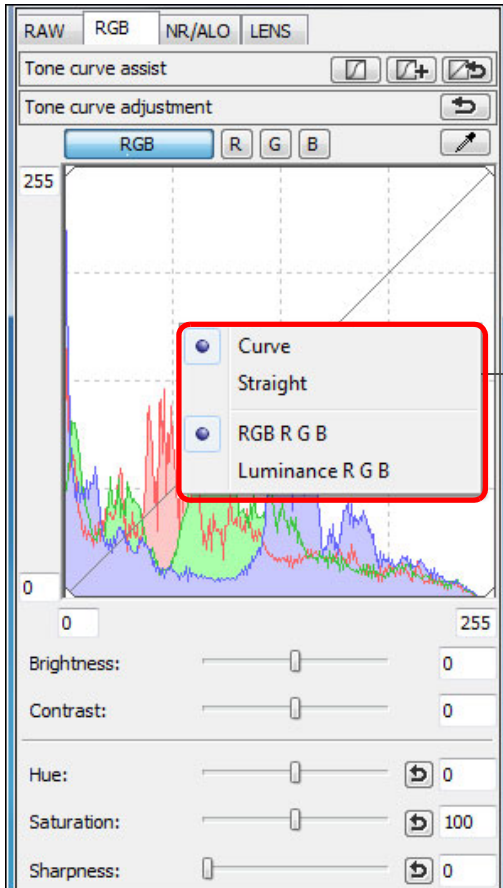 RAW RGB NR/ALO LENS
Tone curve assist
Tone curve adjustment
RGB R G B
255
Curve
Straight
RGB R G B
Luminance R G B
0
0 255
Brightness: 0
Contrast: 0
Hue: 0
Saturation: 100
Sharpness: 0